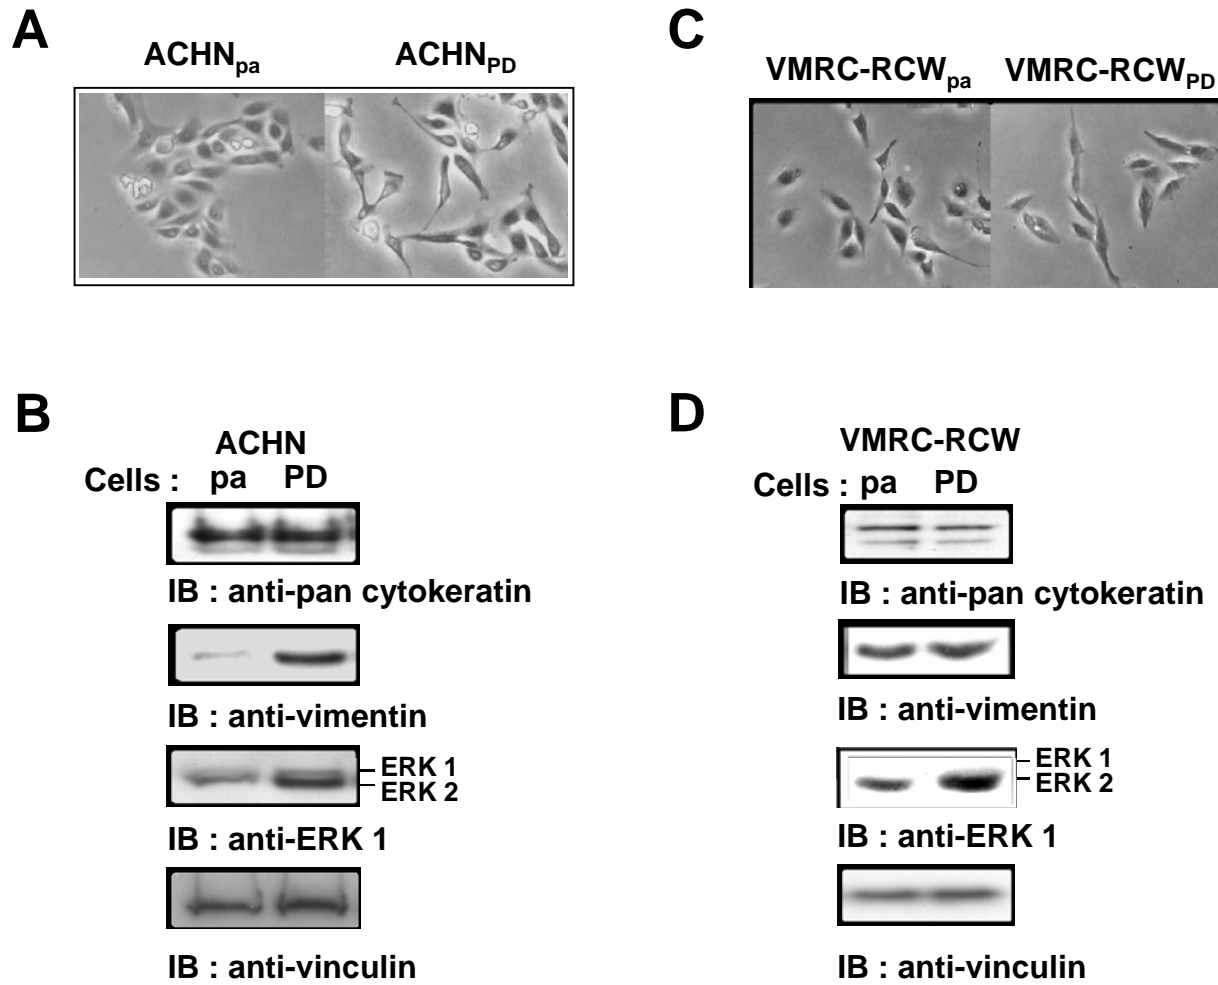 A
ACHNpa
ACHNPD
C
VMRC-RCWpa
VMRC-RCWPD
B
ACHN
Cells : pa PD
IB : anti-pan cytokeratin
IB : anti-vimentin
ERK 1
ERK 2
IB : anti-ERK 1
IB : anti-vinculin
D
VMRC-RCW
Cells : pa PD
IB : anti-pan cytokeratin
IB : anti-vimentin
ERK 1
ERK 2
IB : anti-ERK 1
IB : anti-vinculin